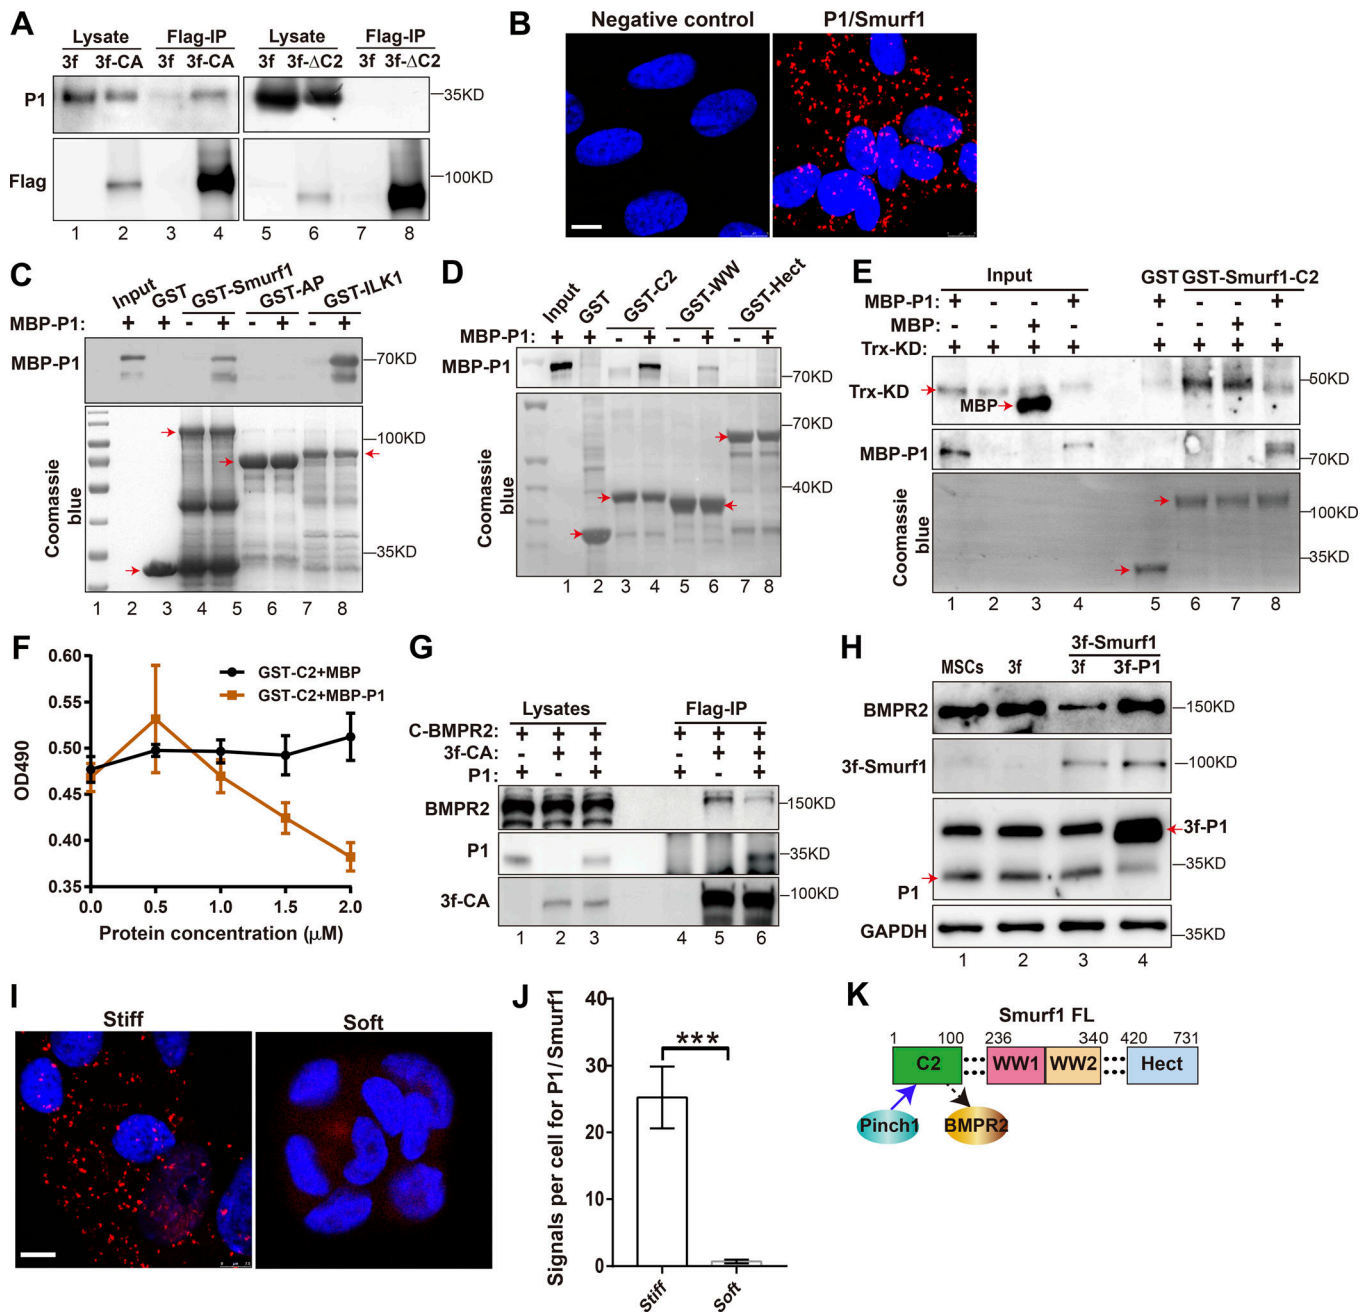 A
Lysate Flag-IP Lysate Flag-IP
3f 3f-CA 3f 3f-CA 3f 3f-ΔC2 3f 3f-ΔC2
P1 35KD
Flag 100KD
1 2 3 4 5 6 7 8
B
Negative control P1/Smurf1
C
Input GST GST-Smurf1 GST-AP GST-ILK1
MBP-P1: + + - + - + - +
MBP-P1 70KD
Coomassie blue
100KD
35KD
1 2 3 4 5 6 7 8
D
Input GST GST-C2 GST-WW GST-Hect
MBP-P1: + + - + - + - +
MBP-P1 70KD
Coomassie blue
70KD
40KD
1 2 3 4 5 6 7 8
E
Input GST GST-Smurf1-C2
MBP-P1: + - - + + - - +
MBP: - - + - - - + -
Trx-KD: + + + + + + + +
Trx-KD 50KD
MBP
MBP-P1 70KD
Coomassie blue
100KD
35KD
1 2 3 4 5 6 7 8
F
OD490
0.60
0.55
0.50
0.45
0.40
0.35
GST-C2+MBP
GST-C2+MBP-P1
0.0 0.5 1.0 1.5 2.0
Protein concentration (μM)
G
Lysates Flag-IP
C-BMPR2: + + + + + +
3f-CA: - + + - + +
P1: + - + + - +
BMPR2 150KD
P1 35KD
3f-CA 100KD
1 2 3 4 5 6
H
3f-Smurf1
MSCs 3f 3f 3f-P1
BMPR2 150KD
3f-Smurf1 100KD
3f-P1
35KD
P1
GAPDH 35KD
1 2 3 4
I
Stiff Soft
J
Signals per cell for P1/Smurf1
40
30
20
10
0
***
Stiff Soft
K
Smurf1 FL
1 100 236 340 420 731
C2 WW1 WW2 Hect
Pinch1 BMPR2